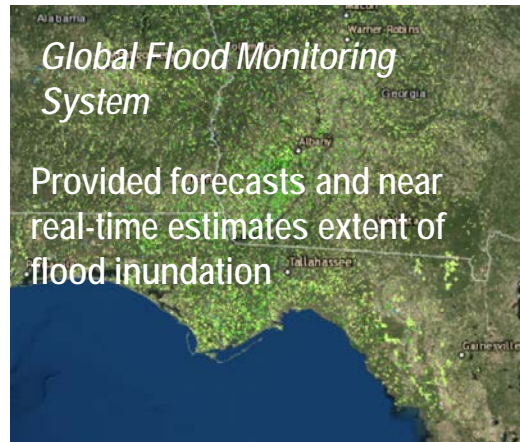 Alabama
Macon
Warner-Robins
Global Flood Monitoring
System
Georgia
Albany
Provided forecasts and near
real-time estimates extent of
flood inundation
Tallahassee
Gainesville